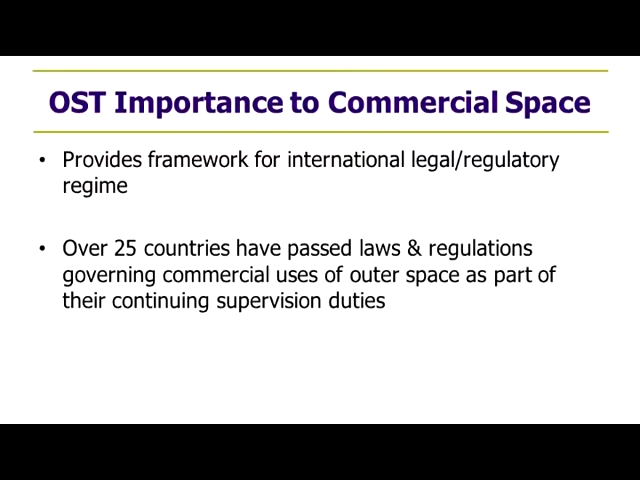 OST Importance to Commercial Space
• Provides framework for international legal/regulatory
regime
• Over 25 countries have passed laws & regulations
governing commercial uses of outer space as part of
their continuing supervision duties